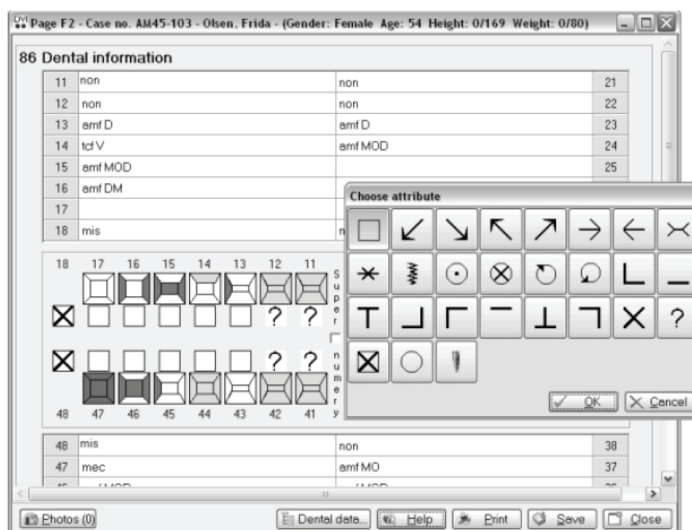 DVI Page F2 - Case no. AM45-103 - Olsen, Frida - (Gender: Female Age: 54 Height: 0/169 Weight: 0/80)
86 Dental information
11 non non 21
12 non non 22
13 amf D amf D 23
14 tcf V amf MOD 24
15 amf MOD 25
16 amf DM
17
18 mis
Choose attribute
18 17 16 15 14 13 12 11
? ?
? ?
Super
numery
48 47 46 45 44 43 42 41
?
OK Cancel
48 mis non 38
47 mec amf MO 37
Photos (0) Dental data... Help Print Save Close